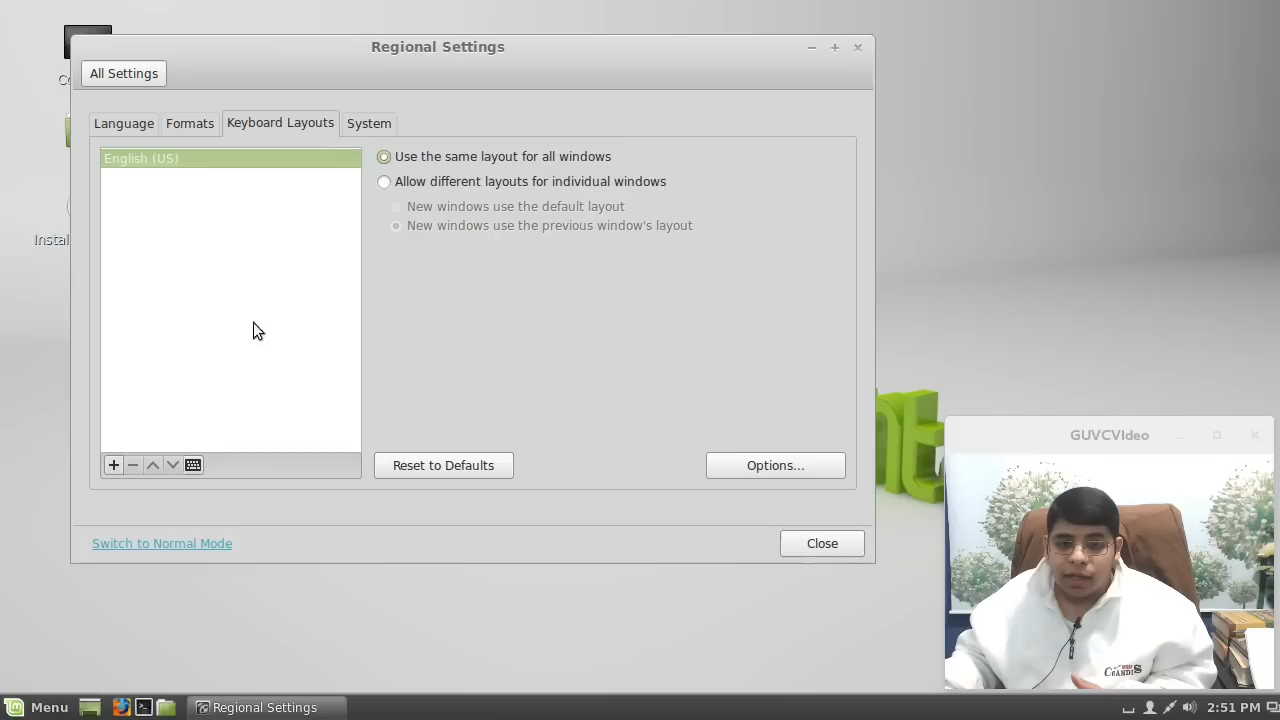 Regional Settings
All Settings
Language Formats Keyboard Layouts System
English (US)
Use the same layout for all windows
Allow different layouts for individual windows
New windows use the default layout
New windows use the previous window's layout
Reset to Defaults
Options...
Switch to Normal Mode
Close
Instal
GUVCVIdeo
Menu
Regional Settings
2:51 PM